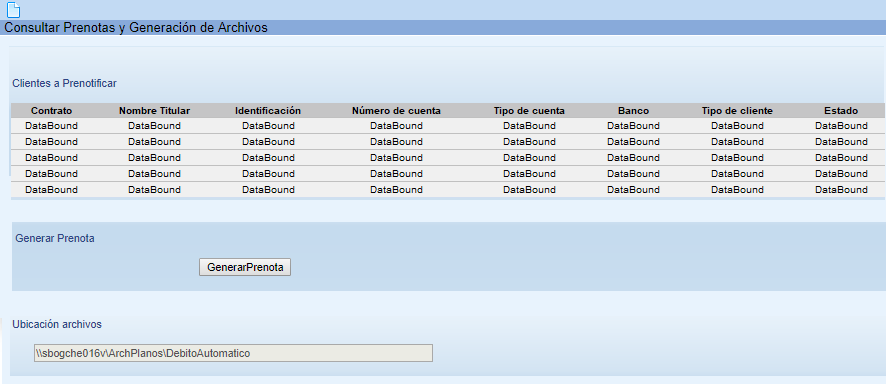 Consultar Prenotas y Generación de Archivos
Clientes a Prenotificar
Contrato Nombre Titular Identificación Número de cuenta Tipo de cuenta Banco Tipo de cliente Estado
DataBound DataBound DataBound DataBound DataBound DataBound DataBound DataBound
DataBound DataBound DataBound DataBound DataBound DataBound DataBound DataBound
DataBound DataBound DataBound DataBound DataBound DataBound DataBound DataBound
DataBound DataBound DataBound DataBound DataBound DataBound DataBound DataBound
DataBound DataBound DataBound DataBound DataBound DataBound DataBound DataBound
Generar Prenota
GenerarPrenota
Ubicación archivos
\\sbogche016v\ArchPlanos\DebitoAutomatico